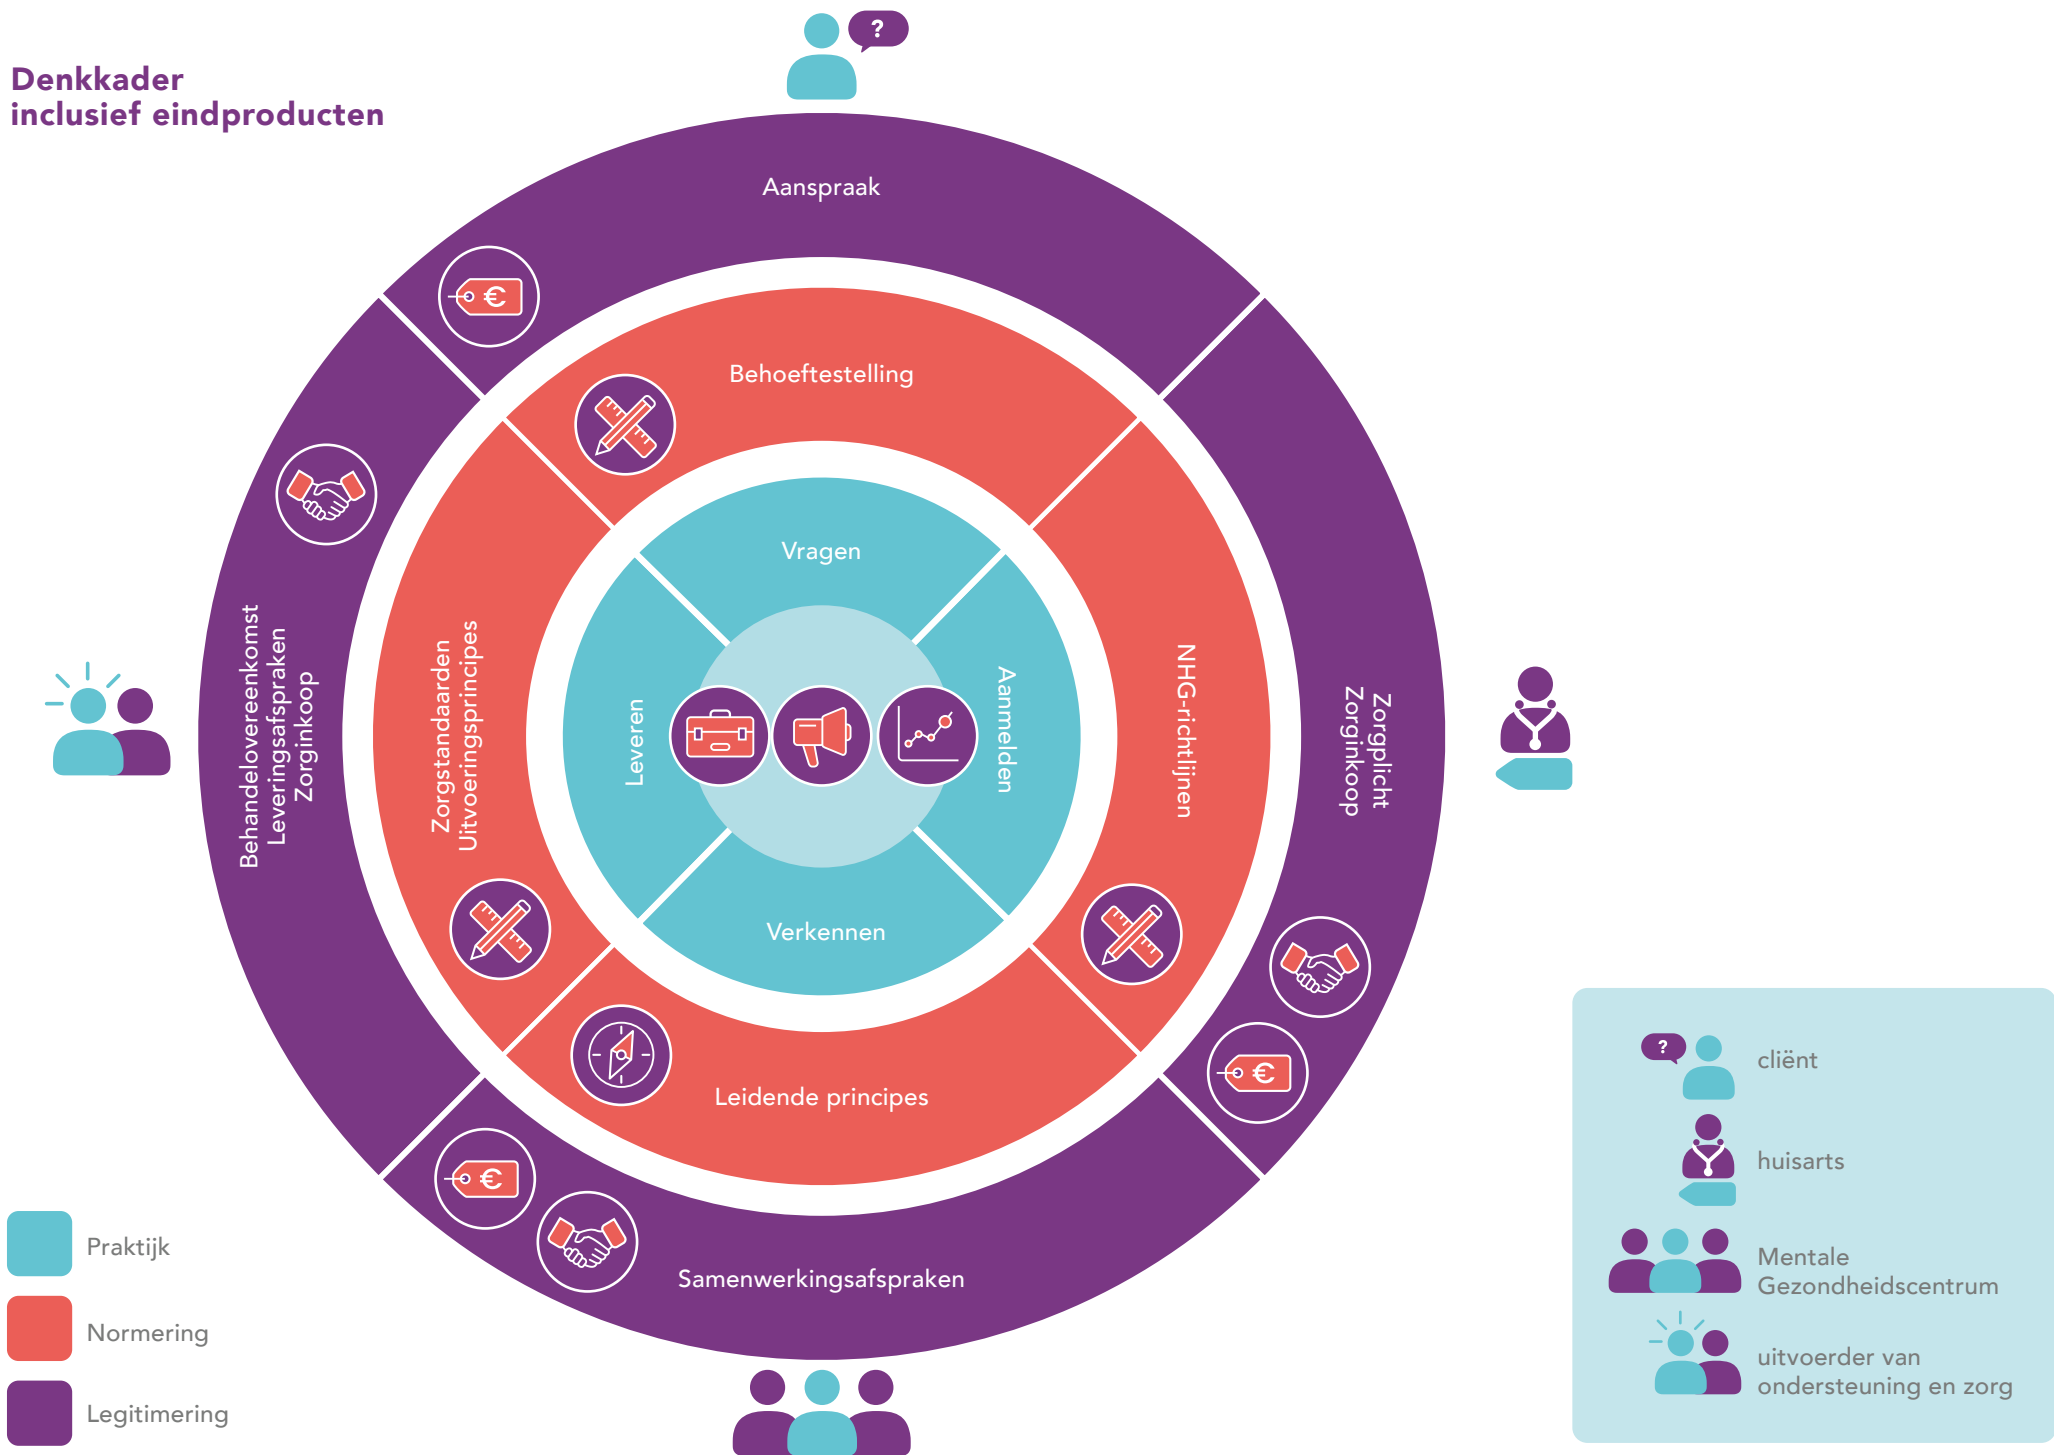 Denkkader
inclusief eindproducten
?
Aanspraak
€
Behoeftestelling
Vragen
Behandelovereenkomst
Leveringsafspraken
Zorginkoop
Zorgstandaarden
Uitvoeringsprincipes
Leveren
Aanmelden
NHG-richtlijnen
Zorgplicht
Zorginkoop
Verkennen
Leidende principes
€
€
Samenwerkingsafspraken
Praktijk
Normering
Legitimering
?
cliënt
huisarts
Mentale
Gezondheidscentrum
uitvoerder van
ondersteuning en zorg